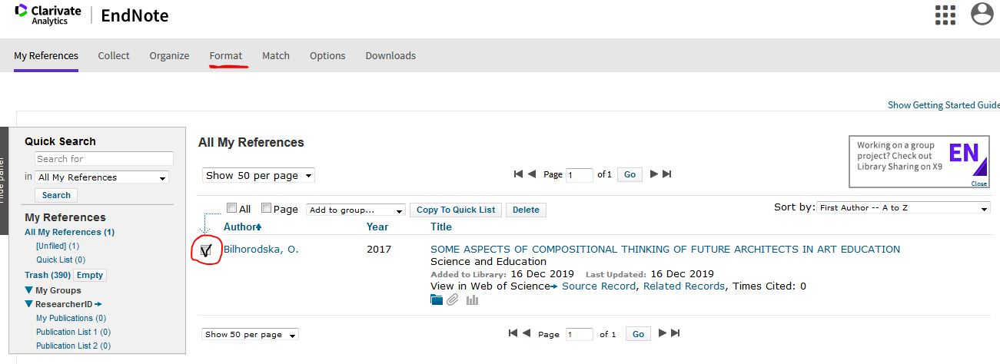 Clarivate
Analytics
EndNote
My References Collect Organize Format Match Options Downloads
Show Getting Started Guide
Hide panel
Quick Search
Search for
in All My References
Search
My References
All My References (1)
[Unfiled] (1)
Quick List (0)
Trash (390) Empty
My Groups
ResearcherID
My Publications (0)
Publication List 1 (0)
Publication List 2 (0)
All My References
Show 50 per page
Page 1 of 1 Go
Working on a group
project? Check out
Library Sharing on X9
EN
Close
All Page Add to group... Copy To Quick List Delete
Sort by: First Author -- A to Z
Author Year Title
Bilhorodska, O. 2017 SOME ASPECTS OF COMPOSITIONAL THINKING OF FUTURE ARCHITECTS IN ART EDUCATION
Science and Education
Added to Library: 16 Dec 2019 Last Updated: 16 Dec 2019
View in Web of Science Source Record, Related Records, Times Cited: 0
Show 50 per page
Page 1 of 1 Go